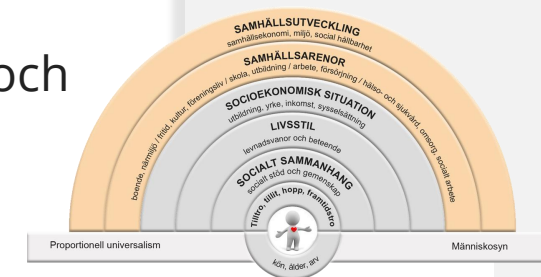 och
SAMHÄLLSUTVECKLING
samhällsekonomi, miljö, social hållbarhet
SAMHÄLLSARENOR
boende, närmiljö / fritid, kultur, föreningsliv / skola, utbildning / arbete, försörjning / hälso- och sjukvård, omsorg, socialt arbete
SOCIOEKONOMISK SITUATION
utbildning, yrke, inkomst, sysselsättning
LIVSSTIL
levnadsvanor och beteende
SOCIALT SAMMANHANG
socialt stöd och gemenskap
Tilltro, tillit, hopp, framtidstro
kön, ålder, arv
Proportionell universalism
Människosyn